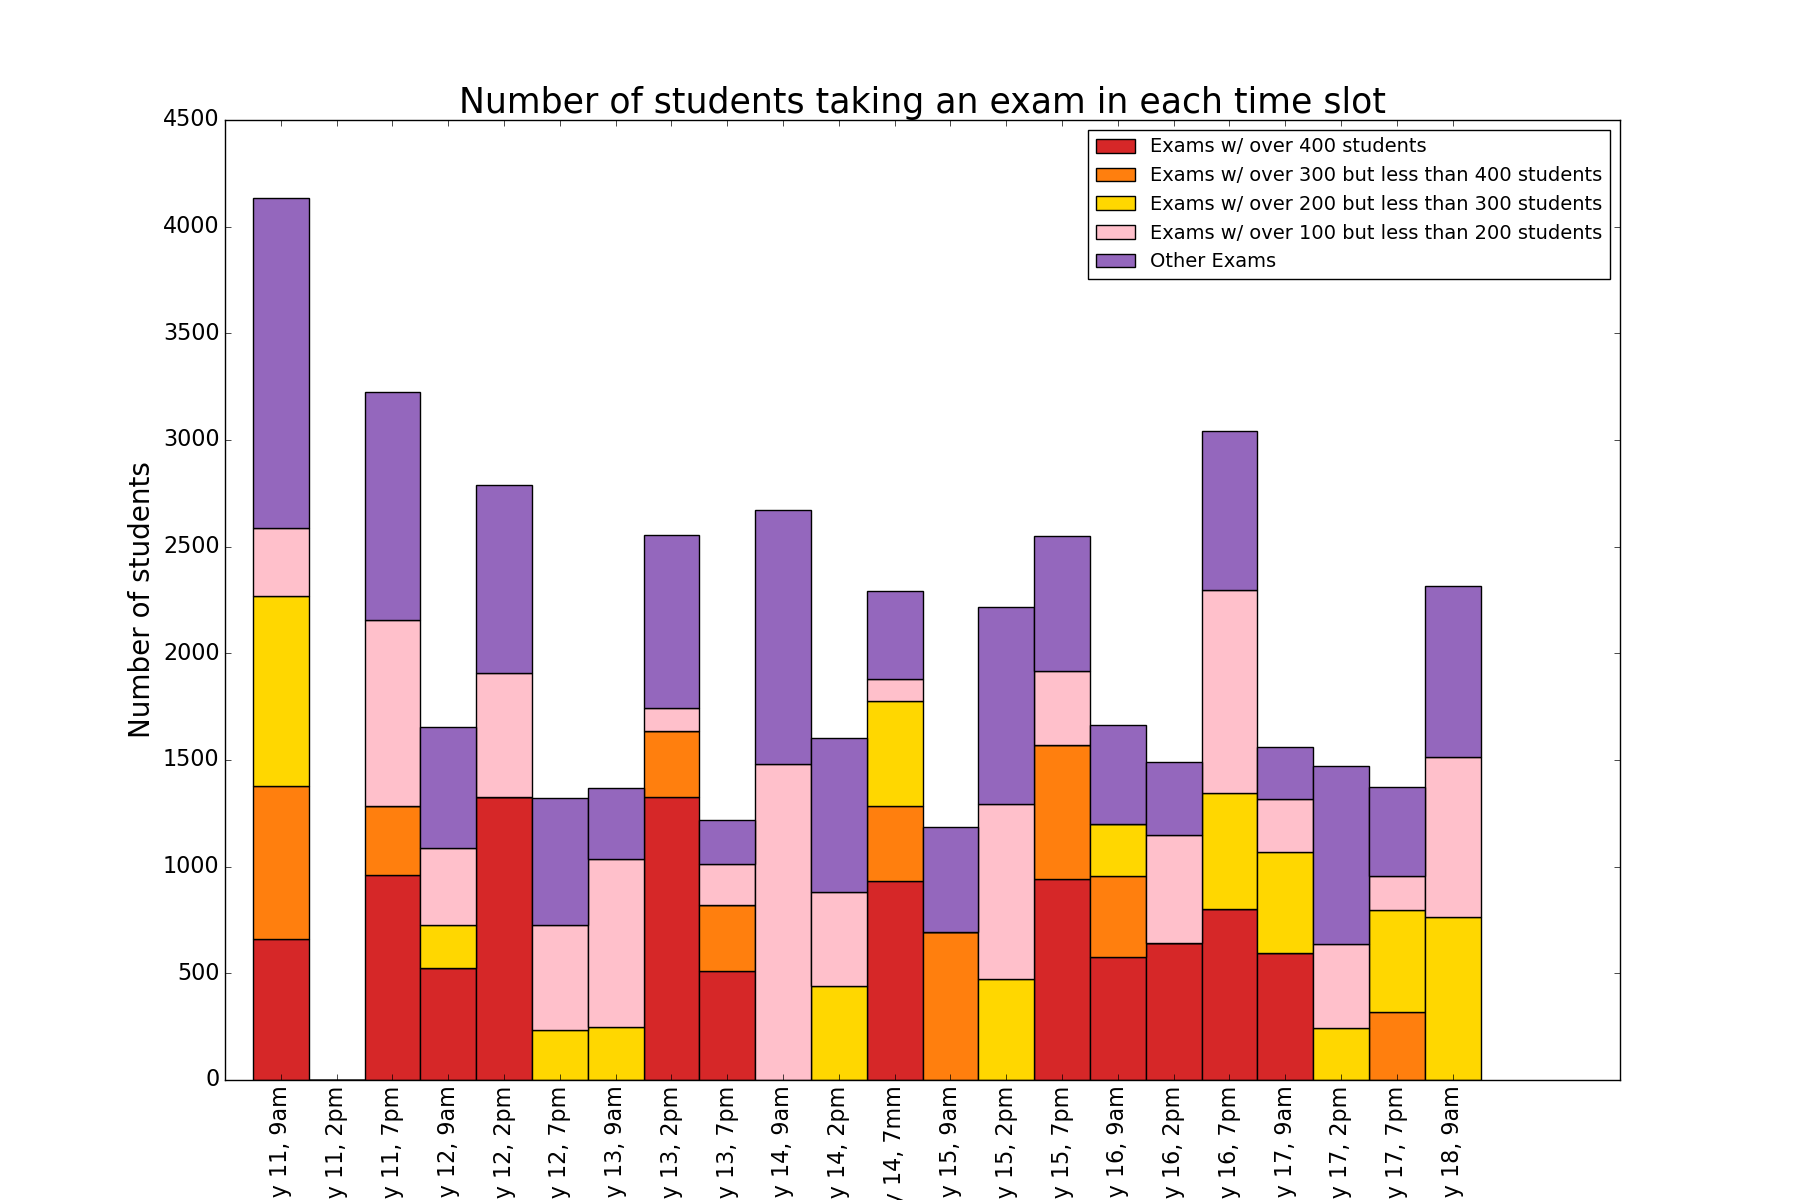 Number of students taking an exam in each time slot
Exams w/ over 400 students
Exams w/ over 300 but less than 400 students
Exams w/ over 200 but less than 300 students
Exams w/ over 100 but less than 200 students
Other Exams
Number of students
4500
4000
3500
3000
2500
2000
1500
1000
500
0
y 11, 9am
y 11, 2pm
y 11, 7pm
y 12, 9am
y 12, 2pm
y 12, 7pm
y 13, 9am
y 13, 2pm
y 13, 7pm
y 14, 9am
y 14, 2pm
y 14, 7mm
y 15, 9am
y 15, 2pm
y 15, 7pm
y 16, 9am
y 16, 2pm
y 16, 7pm
y 17, 9am
y 17, 2pm
y 17, 7pm
y 18, 9am